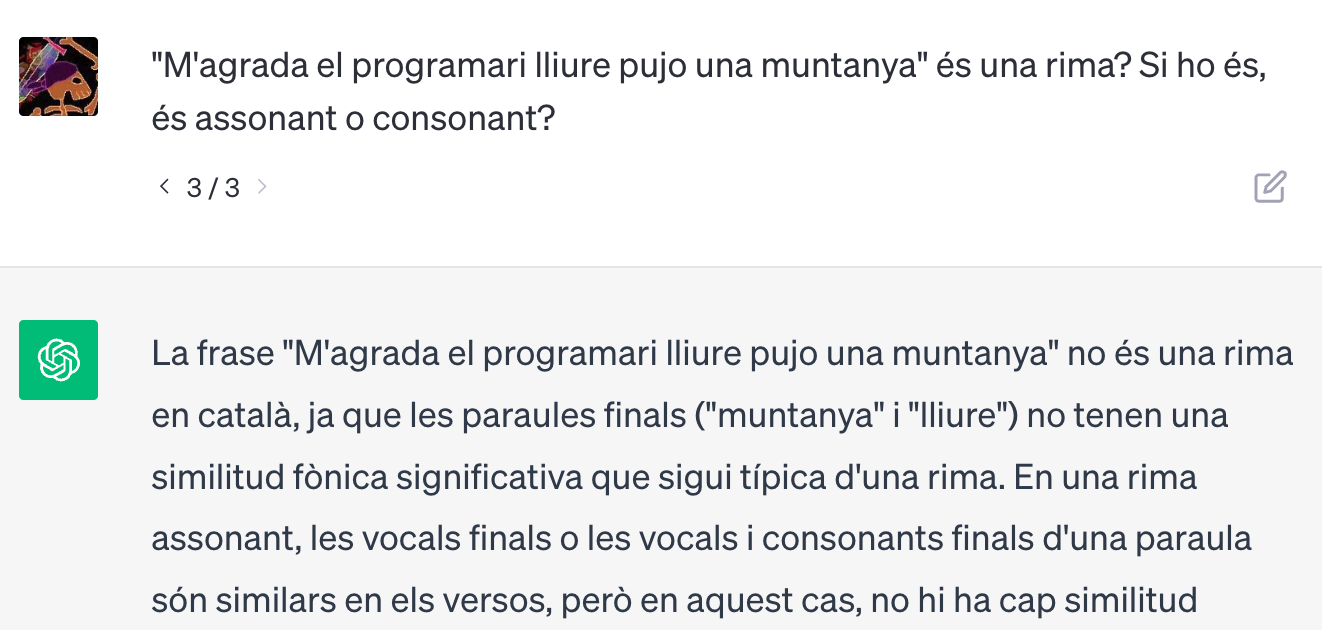 "M'agrada el programari lliure pujo una muntanya" és una rima? Si ho és,
és assonant o consonant?
< 3 / 3 >
La frase "M'agrada el programari lliure pujo una muntanya" no és una rima
en català, ja que les paraules finals ("muntanya" i "lliure") no tenen una
similitud fònica significativa que sigui típica d'una rima. En una rima
assonant, les vocals finals o les vocals i consonants finals d'una paraula
són similars en els versos, però en aquest cas, no hi ha cap similitud